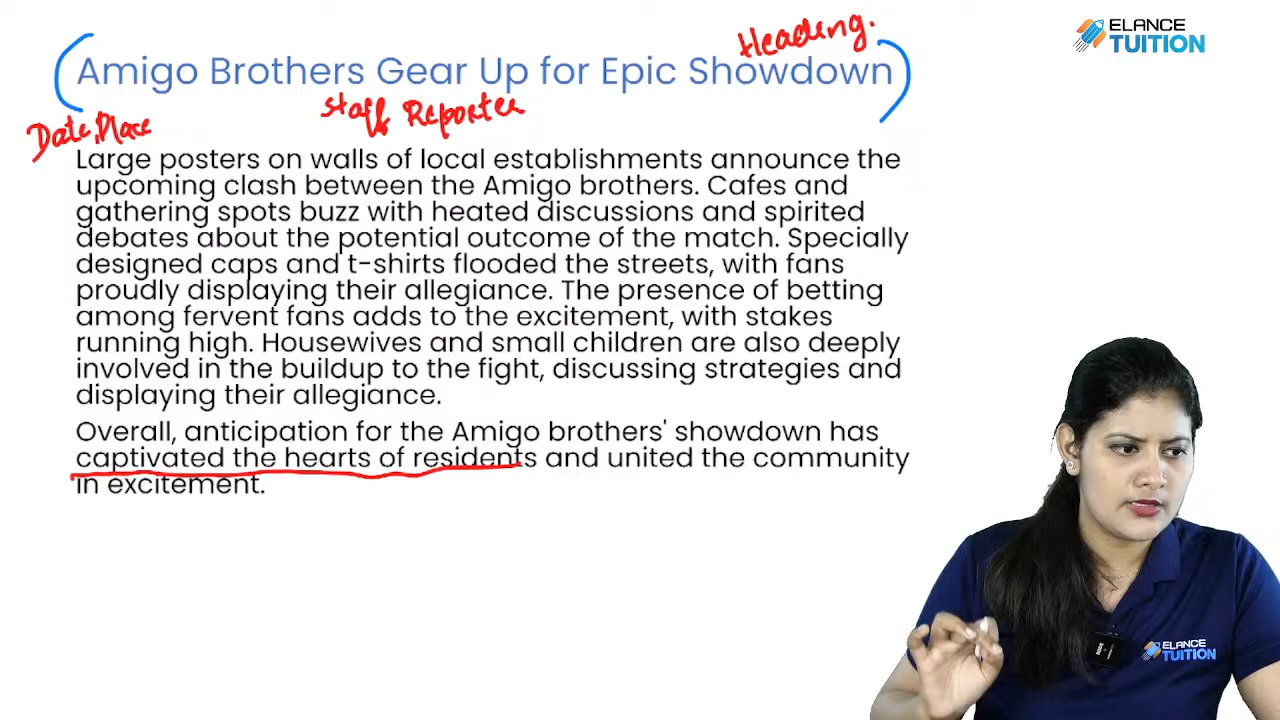 ELANCE
TUITION
Heading.
Amigo Brothers Gear Up for Epic Showdown
Staff Reporter
Date, Place
Large posters on walls of local establishments announce the
upcoming clash between the Amigo brothers. Cafes and
gathering spots buzz with heated discussions and spirited
debates about the potential outcome of the match. Specially
designed caps and t-shirts flooded the streets, with fans
proudly displaying their allegiance. The presence of betting
among fervent fans adds to the excitement, with stakes
running high. Housewives and small children are also deeply
involved in the buildup to the fight, discussing strategies and
displaying their allegiance.
Overall, anticipation for the Amigo brothers' showdown has
captivated the hearts of residents and united the community
in excitement.
ELANCE
TUITION